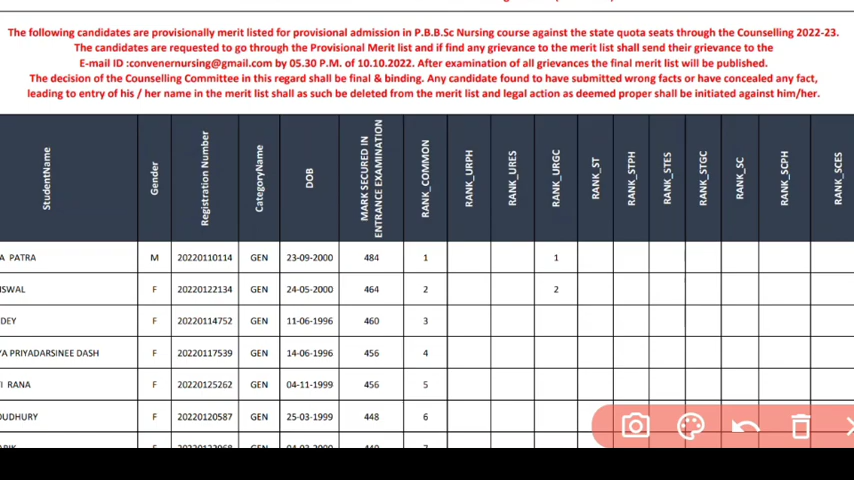 The following candidates are provisionally merit listed for provisional admission in P.B.B.Sc Nursing course against the state quota seats through the Counselling 2022-23.
The candidates are requested to go through the Provisional Merit list and if find any grievance to the merit list shall send their grievance to the
E-mail ID :convenernursing@gmail.com by 05.30 P.M. of 10.10.2022. After examination of all grievances the final merit list will be published.
The decision of the Counselling Committee in this regard shall be final & binding. Any candidate found to have submitted wrong facts or have concealed any fact,
leading to entry of his / her name in the merit list shall as such be deleted from the merit list and legal action as deemed proper shall be initiated against him/her.
StudentName Gender Registration Number CategoryName DOB MARK SECURED IN ENTRANCE EXAMINATION RANK_COMMON RANK_URPH RANK_URES RANK_URGC RANK_ST RANK_STPH RANK_STES RANK_STGC RANK_SC RANK_SCPH RANK_SCES
A PATRA M 20220110114 GEN 23-09-2000 484 1 1
ISWAL F 20220122134 GEN 24-05-2000 464 2 2
DEY F 20220114752 GEN 11-06-1996 460 3
YA PRIYADARSINEE DASH F 20220117539 GEN 14-06-1996 456 4
I RANA F 20220125262 GEN 04-11-1999 456 5
OUDHURY F 20220120587 GEN 25-03-1999 448 6